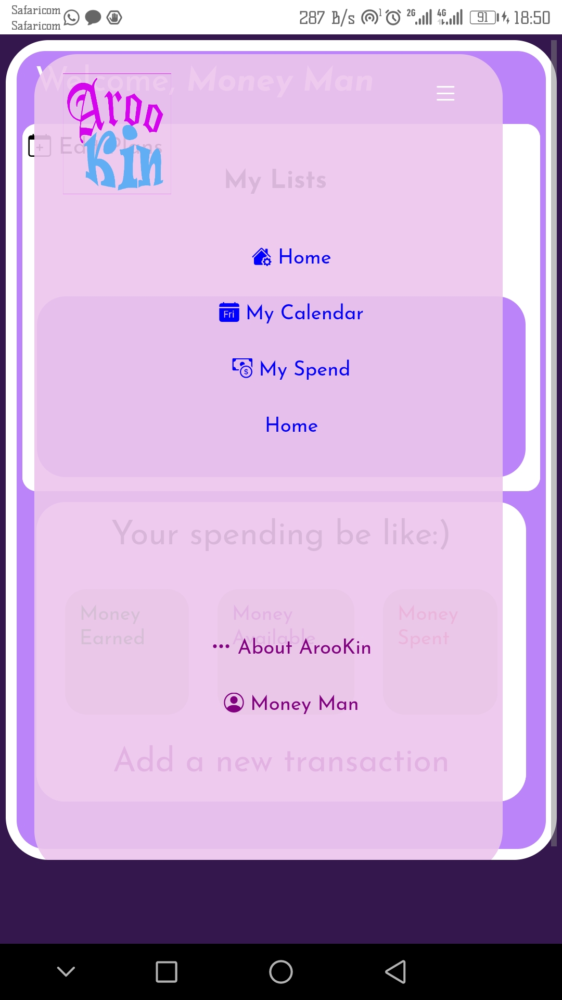 Safaricom
Safaricom
287 B/s 1 2G 4G 91 18:50
Welcome, Money Man
Aroo
Kin
Edit Plans
My Lists
Home
Fri My Calendar
$ My Spend
Home
Your spending be like:)
Money Earned
Money Available
Money Spent
••• About ArooKin
Money Man
Add a new transaction